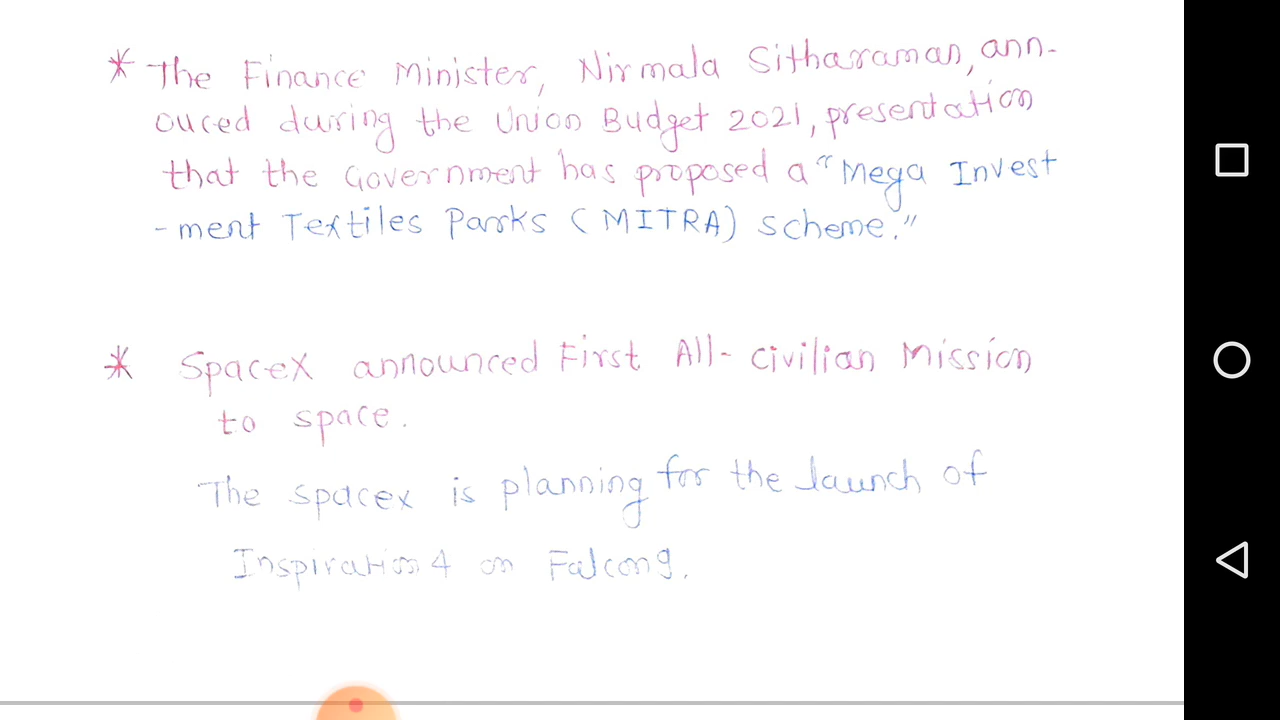 * The Finance Minister, Nirmala Sitharaman, ann-
ouced during the Union Budget 2021, presentation
that the Government has proposed a "Mega Invest
- ment Textiles Parks (MITRA) scheme."
* SpaceX announced First All- civilian Mission
to space.
The spacex is planning for the launch of
Inspiration 4 on Falcon9.